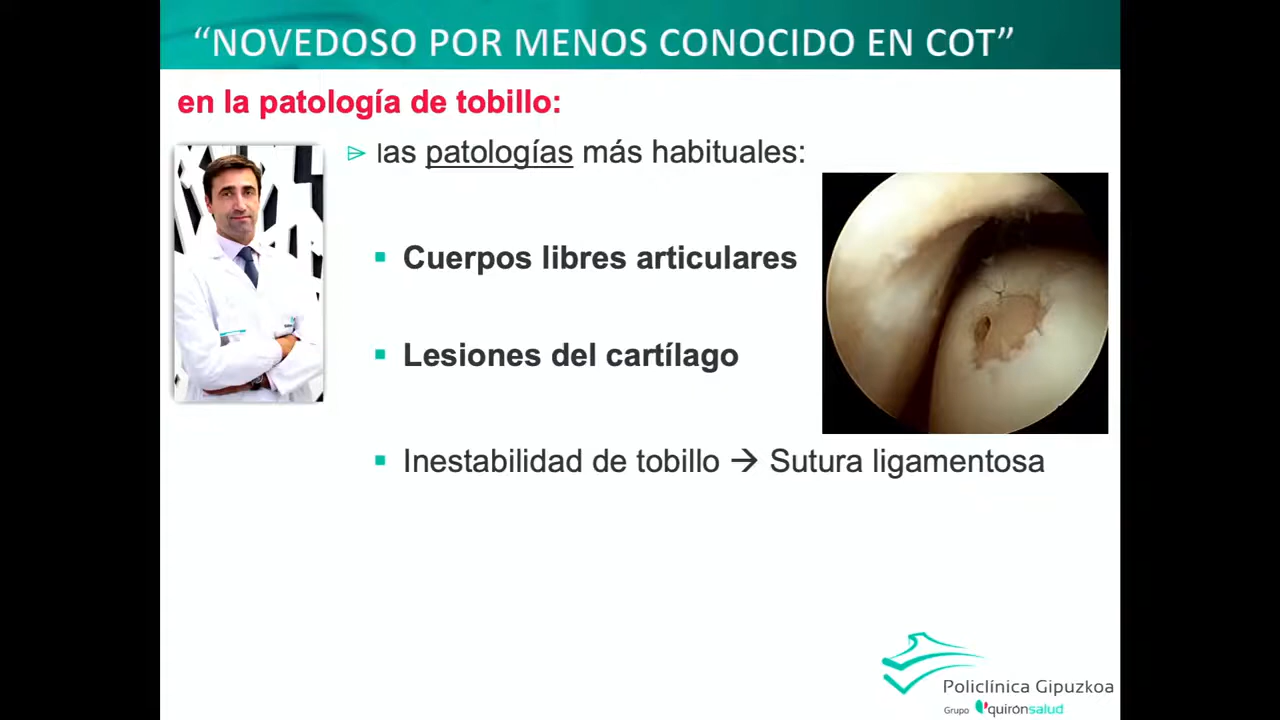 “NOVEDOSO POR MENOS CONOCIDO EN COT”
en la patología de tobillo:
las patologías más habituales:
Cuerpos libres articulares
Lesiones del cartílago
Inestabilidad de tobillo → Sutura ligamentosa
Policlínica Gipuzkoa
Grupo quirónsalud